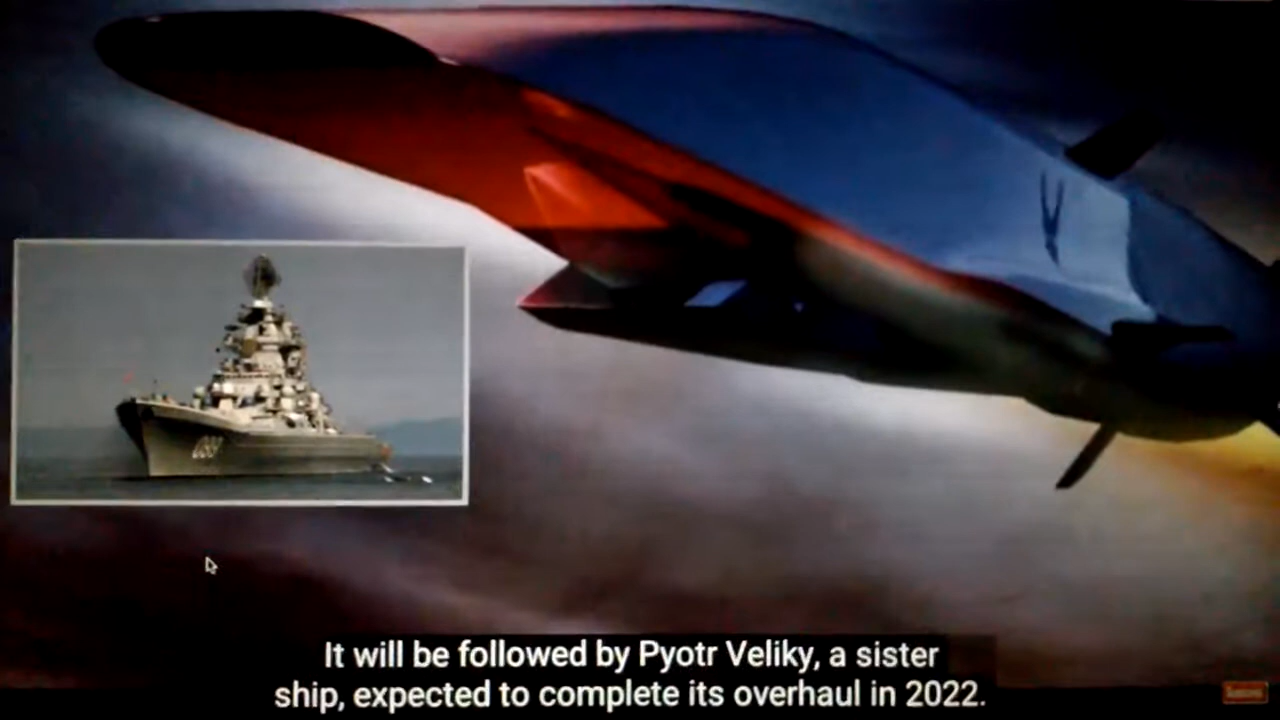 It will be followed by Pyotr Veliky, a sister
ship, expected to complete its overhaul in 2022.